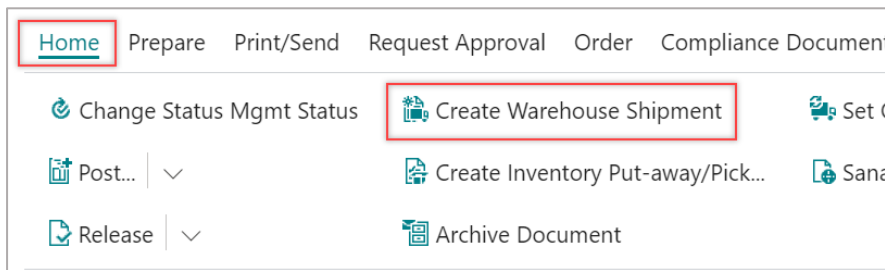 Home Prepare Print/Send Request Approval Order Compliance Document
Change Status Mgmt Status Create Warehouse Shipment Set
Post... Create Inventory Put-away/Pick...
Release Archive Document